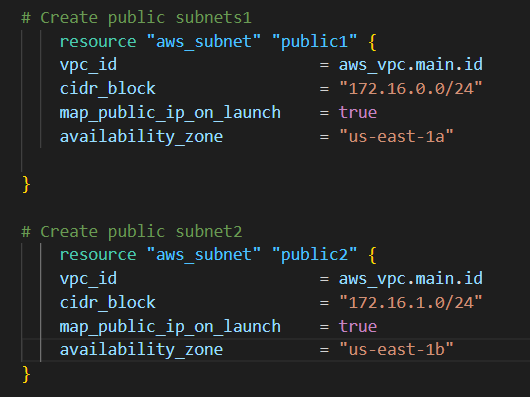 # Create public subnets1
resource "aws_subnet" "public1" {
vpc_id = aws_vpc.main.id
cidr_block = "172.16.0.0/24"
map_public_ip_on_launch = true
availability_zone = "us-east-1a"
}
# Create public subnet2
resource "aws_subnet" "public2" {
vpc_id = aws_vpc.main.id
cidr_block = "172.16.1.0/24"
map_public_ip_on_launch = true
availability_zone = "us-east-1b"
}